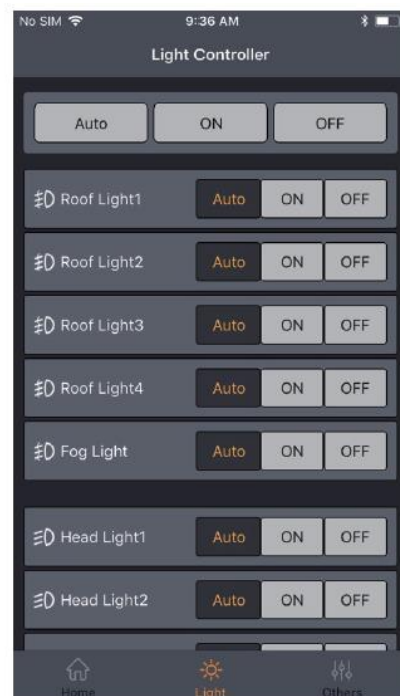 No SIM 9:36 AM
Light Controller
Auto ON OFF
Roof Light1 Auto ON OFF
Roof Light2 Auto ON OFF
Roof Light3 Auto ON OFF
Roof Light4 Auto ON OFF
Fog Light Auto ON OFF
Head Light1 Auto ON OFF
Head Light2 Auto ON OFF
Home Light Others